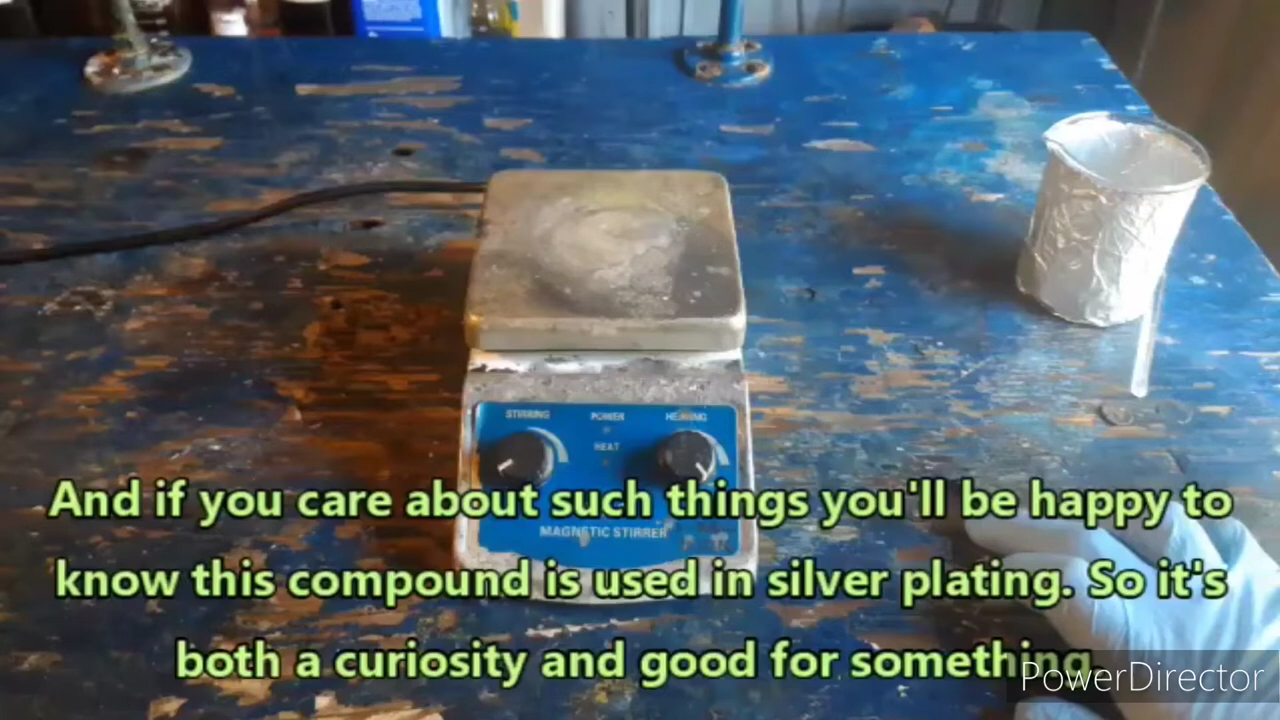 STIRRING POWER HEATING
HEAT
And if you care about such things you'll be happy to
MAGNETIC STIRRER
know this compound is used in silver plating. So it's
both a curiosity and good for something.
PowerDirector